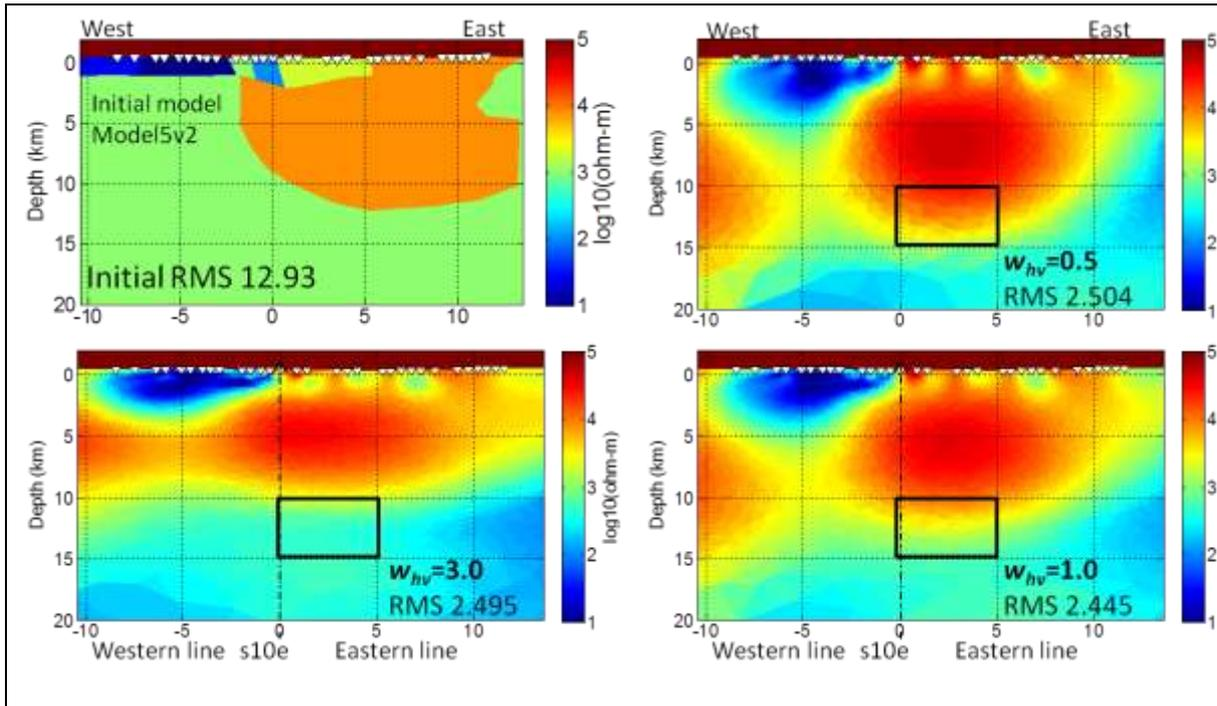 West East
0
5
10
15
20
Depth (km)
Initial model
Model5v2
Initial RMS 12.93
-10 -5 0 5 10
5
4
3
2
1
log10(ohm-m)
West East
0
5
10
15
20
Depth (km)
w_hv=0.5
RMS 2.504
-10 -5 0 5 10
5
4
3
2
1
0
5
10
15
20
Depth (km)
w_hv=3.0
RMS 2.495
-10 -5 0 5 10
Western line s10e Eastern line
5
4
3
2
1
log10(ohm-m)
0
5
10
15
20
Depth (km)
w_hv=1.0
RMS 2.445
-10 -5 0 5 10
Western line s10e Eastern line
5
4
3
2
1